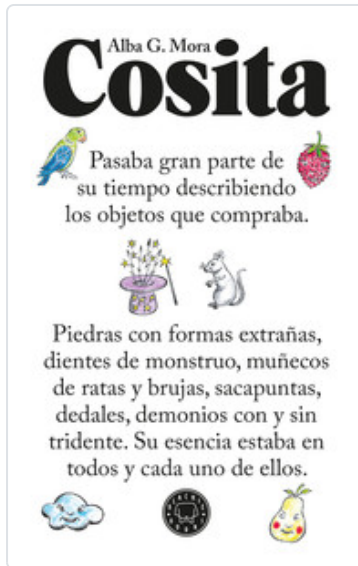 Alba G. Mora
Cosita
Pasaba gran parte de
su tiempo describiendo
los objetos que compraba.
Piedras con formas extrañas,
dientes de monstruo, muñecos
de ratas y brujas, sacapuntas,
dedales, demonios con y sin
tridente. Su esencia estaba en
todos y cada uno de ellos.